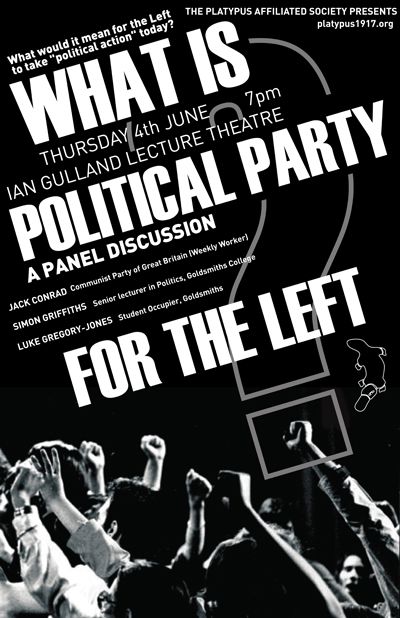 THE PLATYPUS AFFILIATED SOCIETY PRESENTS
platypus1917.org
What would it mean for the Left
to take "political action" today?
WHAT IS
THURSDAY 4th JUNE 7pm
IAN GULLAND LECTURE THEATRE
POLITICAL PARTY
A PANEL DISCUSSION
JACK CONRAD Communist Party of Great Britain (Weekly Worker)
SIMON GRIFFITHS Senior lecturer in Politics, Goldsmiths College
LUKE GREGORY-JONES Student Occupier, Goldsmiths
FOR THE LEFT
?